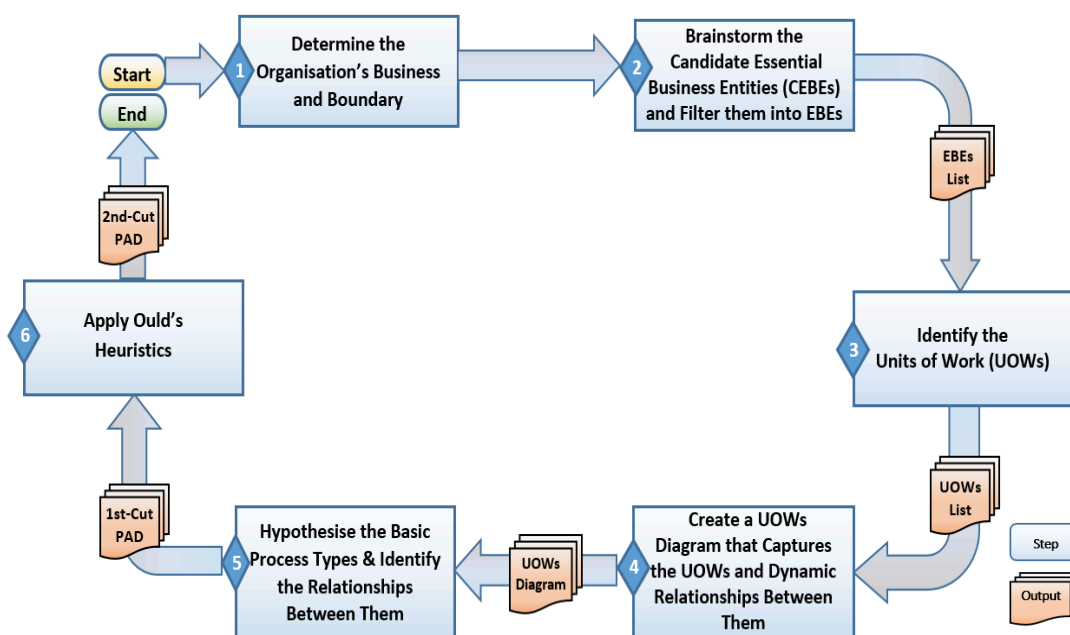 Start
End
1
Determine the
Organisation's Business
and Boundary
2
Brainstorm the
Candidate Essential
Business Entities (CEBEs)
and Filter them into EBEs
EBEs
List
3
Identify the
Units of Work (UOWs)
UOWs
List
4
Create a UOWs
Diagram that Captures
the UOWs and Dynamic
Relationships Between
Them
UOWs
Diagram
5
Hypothesise the Basic
Process Types & Identify
the Relationships
Between Them
1st-Cut
PAD
6
Apply Ould's
Heuristics
2nd-Cut
PAD
Step
Output